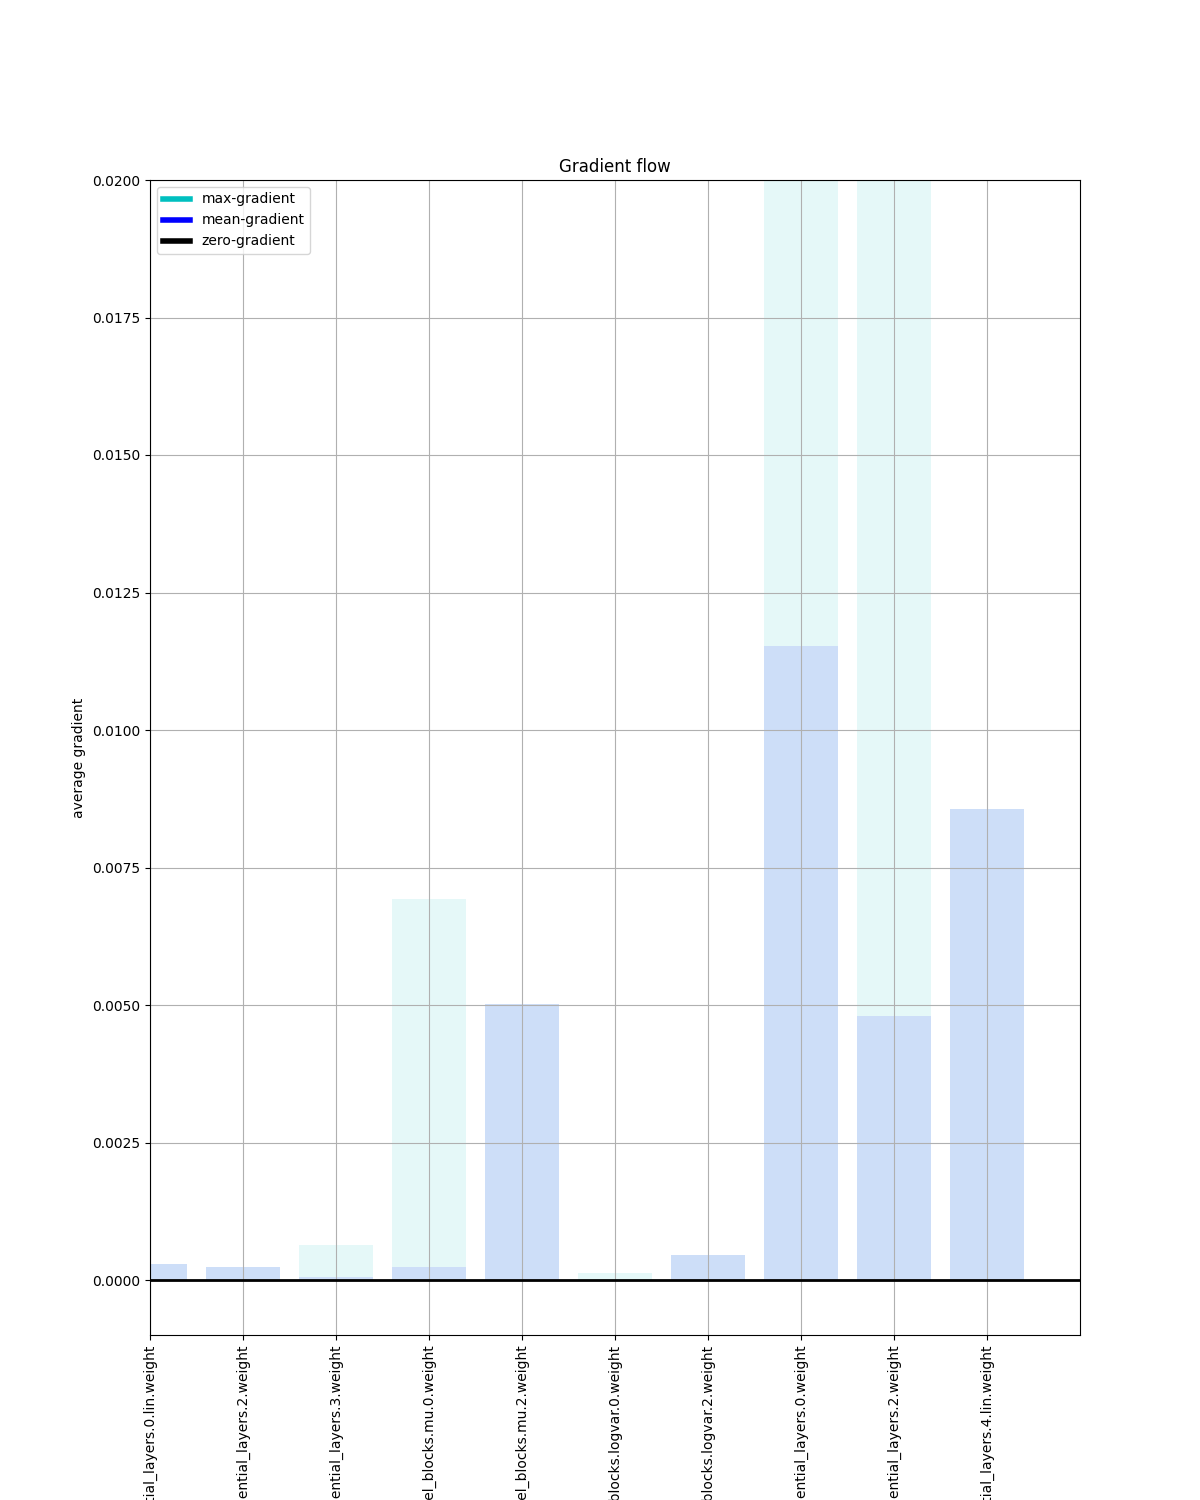 Gradient flow
max-gradient
mean-gradient
zero-gradient
0.0200
0.0175
0.0150
0.0125
0.0100
0.0075
0.0050
0.0025
0.0000
average gradient
tial_layers.0.lin.weight
ential_layers.2.weight
ential_layers.3.weight
el_blocks.mu.0.weight
el_blocks.mu.2.weight
blocks.logvar.0.weight
blocks.logvar.2.weight
ential_layers.0.weight
ential_layers.2.weight
tial_layers.4.lin.weight